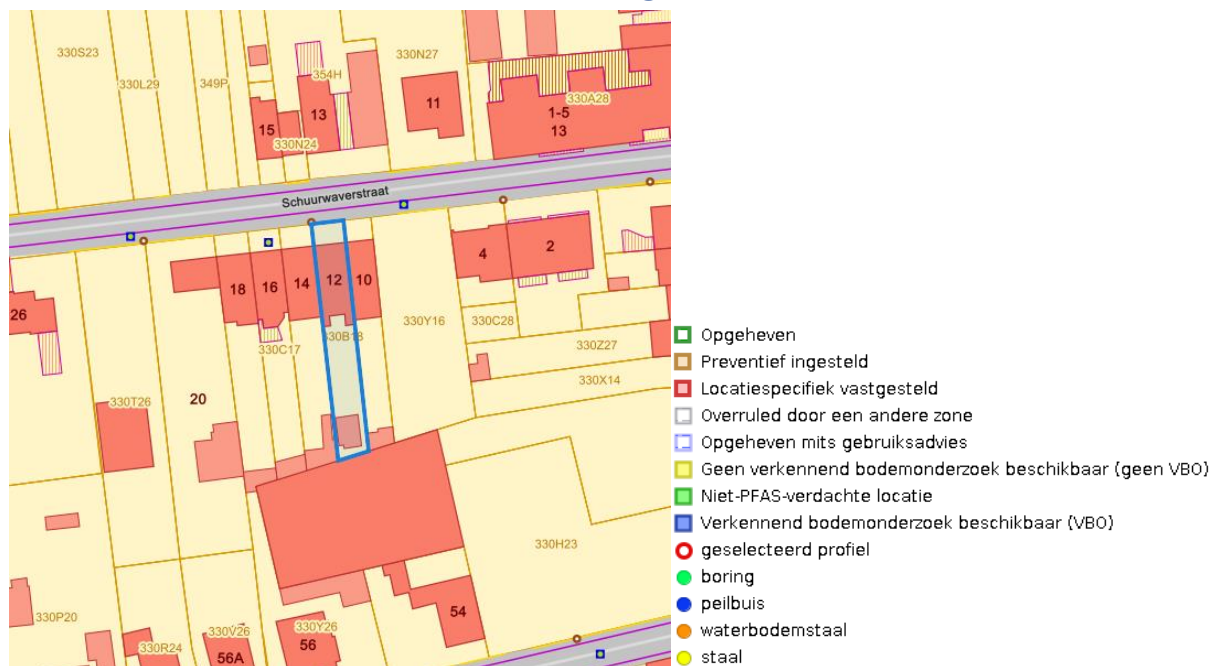 330S23
330L29
349P
354H
330N27
15
13
11
330A28
1-5
13
330N24
Schuurwaverstraat
18
16
14
12
10
4
2
26
330C17
330B18
330Y16
330C28
330Z27
330X14
20
330T26
330H23
330P20
330R24
330V26
56A
330Y26
56
54
Opgeheven
Preventief ingesteld
Locatiespecifiek vastgesteld
Overruled door een andere zone
Opgeheven mits gebruiksadvies
Geen verkennend bodemonderzoek beschikbaar (geen VBO)
Niet-PFAS-verdachte locatie
Verkennend bodemonderzoek beschikbaar (VBO)
geselecteerd profiel
boring
peilbuis
waterbodemstaal
staal